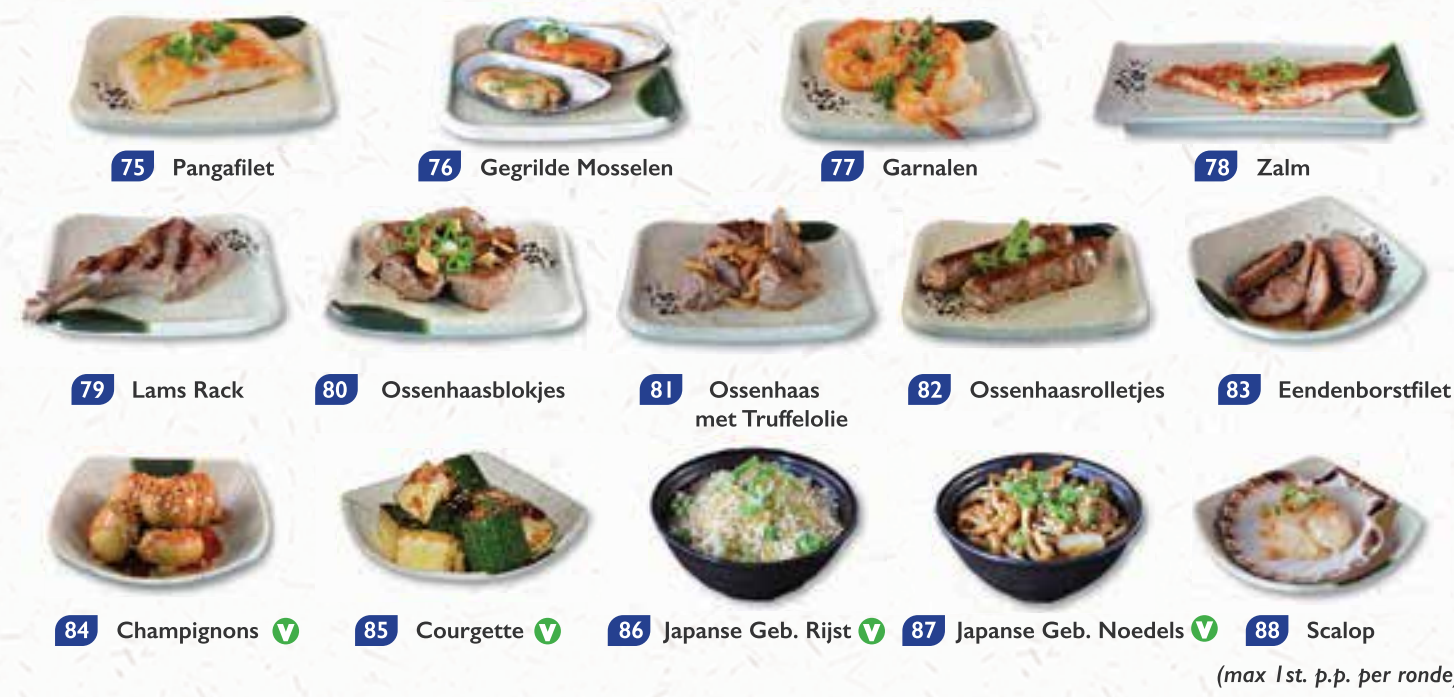 75 Pangafilet
76 Gegrilde Mosselen
77 Garnalen
78 Zalm
79 Lams Rack
80 Ossenhaasblokjes
81 Ossenhaas
met Truffelolie
82 Ossenhaasrolletjes
83 Eendenborstfilet
84 Champignons V
85 Courgette V
86 Japanse Geb. Rijst V
87 Japanse Geb. Noedels V
88 Scalop
(max 1st. p.p. per ronde